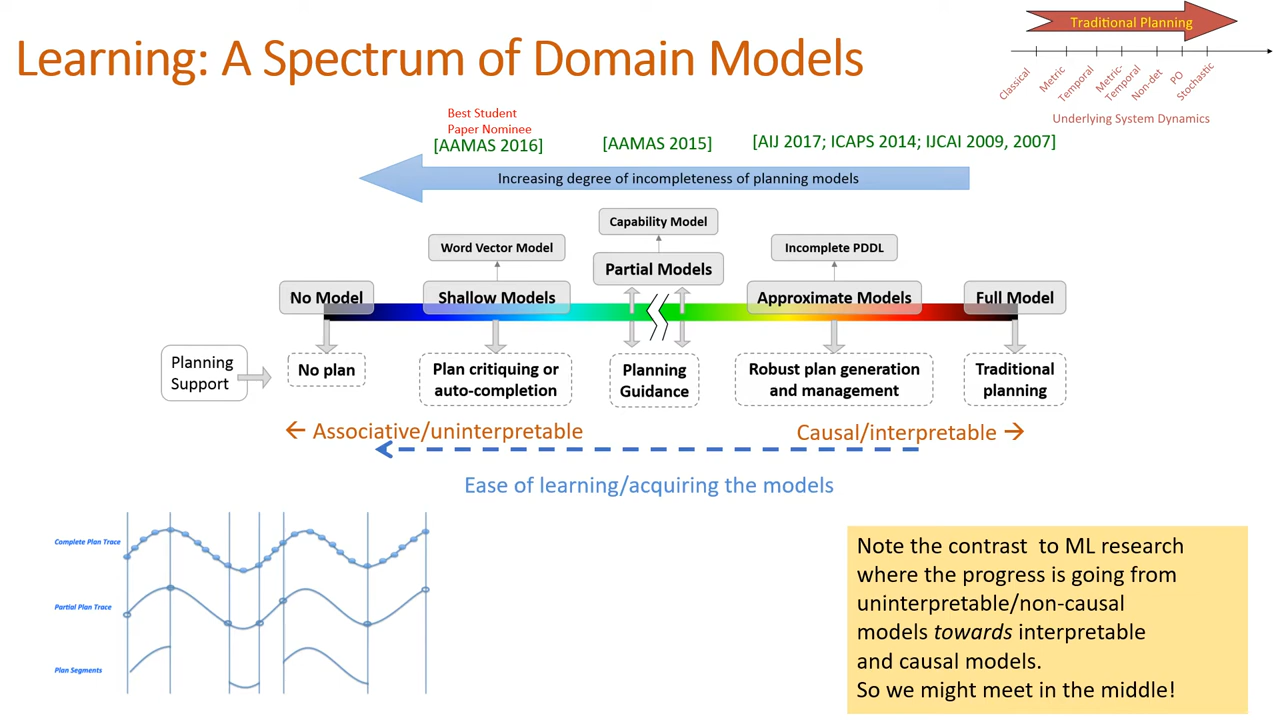 Learning: A Spectrum of Domain Models
Traditional Planning
Classical
Metric
Temporal
Metric-
Temporal
Non-det
PO
Stochastic
Underlying System Dynamics
Best Student
Paper Nominee
[AAMAS 2016]
[AAMAS 2015]
[AIJ 2017; ICAPS 2014; IJCAI 2009, 2007]
Increasing degree of incompleteness of planning models
Capability Model
Word Vector Model
Incomplete PDDL
Partial Models
No Model
Shallow Models
Approximate Models
Full Model
Planning
Support
No plan
Plan critiquing or
auto-completion
Planning
Guidance
Robust plan generation
and management
Traditional
planning
← Associative/uninterpretable
Causal/interpretable →
Ease of learning/acquiring the models
Complete Plan Trace
Partial Plan Trace
Plan Segments
Note the contrast to ML research
where the progress is going from
uninterpretable/non-causal
models towards interpretable
and causal models.
So we might meet in the middle!